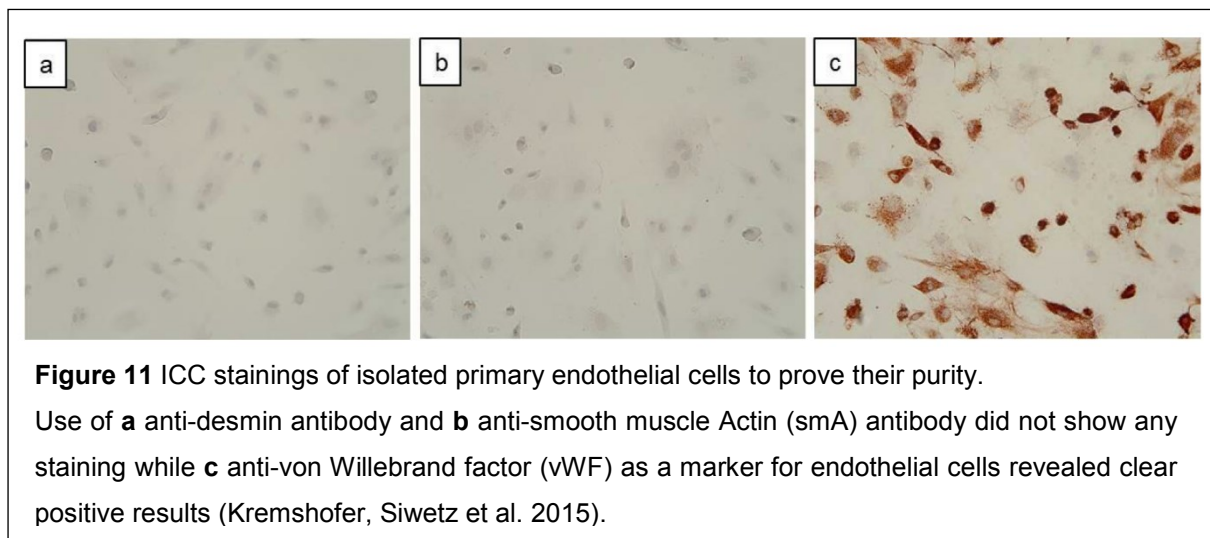 a
b
c
Figure 11 ICC stainings of isolated primary endothelial cells to prove their purity.
Use of a anti-desmin antibody and b anti-smooth muscle Actin (smA) antibody did not show any
staining while c anti-von Willebrand factor (vWF) as a marker for endothelial cells revealed clear
positive results (Kremshofer, Siwetz et al. 2015).